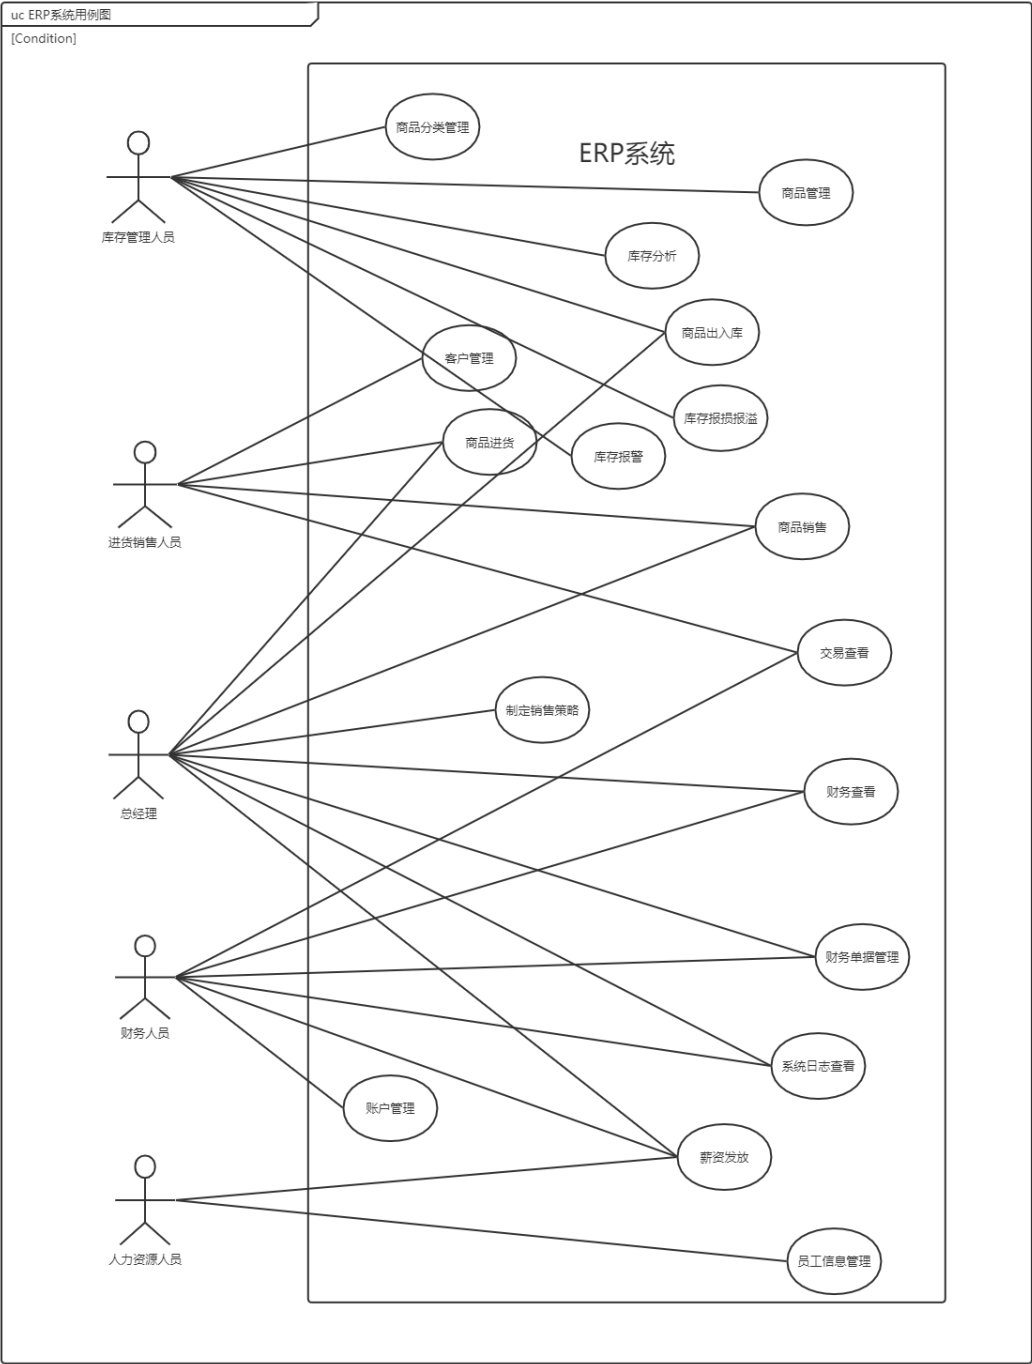 uc ERP系统用例图
[Condition]
商品分类管理
ERP系统
商品管理
库存管理人员
库存分析
商品出入库
客户管理
库存报损报溢
商品进货
库存报警
商品销售
进货销售人员
交易查看
制定销售策略
财务查看
总经理
财务单据管理
财务人员
系统日志查看
账户管理
薪资发放
人力资源人员
员工信息管理